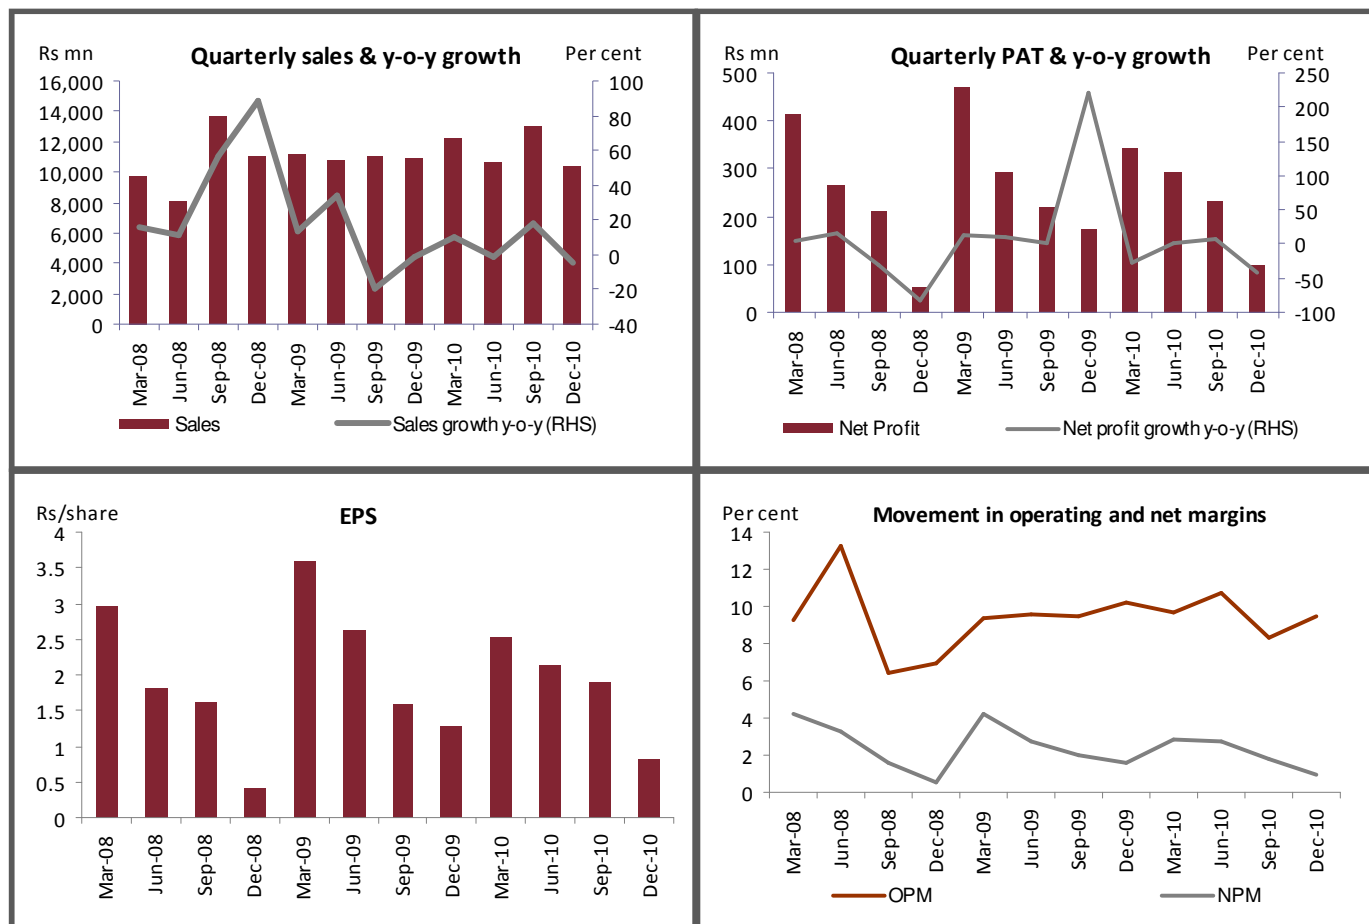 Quarterly sales & y-o-y growth
Rs mn
Per cent
16,000
14,000
12,000
10,000
8,000
6,000
4,000
2,000
0
100
80
60
40
20
0
-20
-40
Mar-08
Jun-08
Sep-08
Dec-08
Mar-09
Jun-09
Sep-09
Dec-09
Mar-10
Jun-10
Sep-10
Dec-10
Sales
Sales growth y-o-y (RHS)
Quarterly PAT & y-o-y growth
Rs mn
Per cent
500
400
300
200
100
0
250
200
150
100
50
0
-50
-100
Mar-08
Jun-08
Sep-08
Dec-08
Mar-09
Jun-09
Sep-09
Dec-09
Mar-10
Jun-10
Sep-10
Dec-10
Net Profit
Net profit growth y-o-y (RHS)
Rs/share
EPS
4
3.5
3
2.5
2
1.5
1
0.5
0
Mar-08
Jun-08
Sep-08
Dec-08
Mar-09
Jun-09
Sep-09
Dec-09
Mar-10
Jun-10
Sep-10
Dec-10
Per cent
Movement in operating and net margins
14
12
10
8
6
4
2
0
Mar-08
Jun-08
Sep-08
Dec-08
Mar-09
Jun-09
Sep-09
Dec-09
Mar-10
Jun-10
Sep-10
Dec-10
OPM
NPM